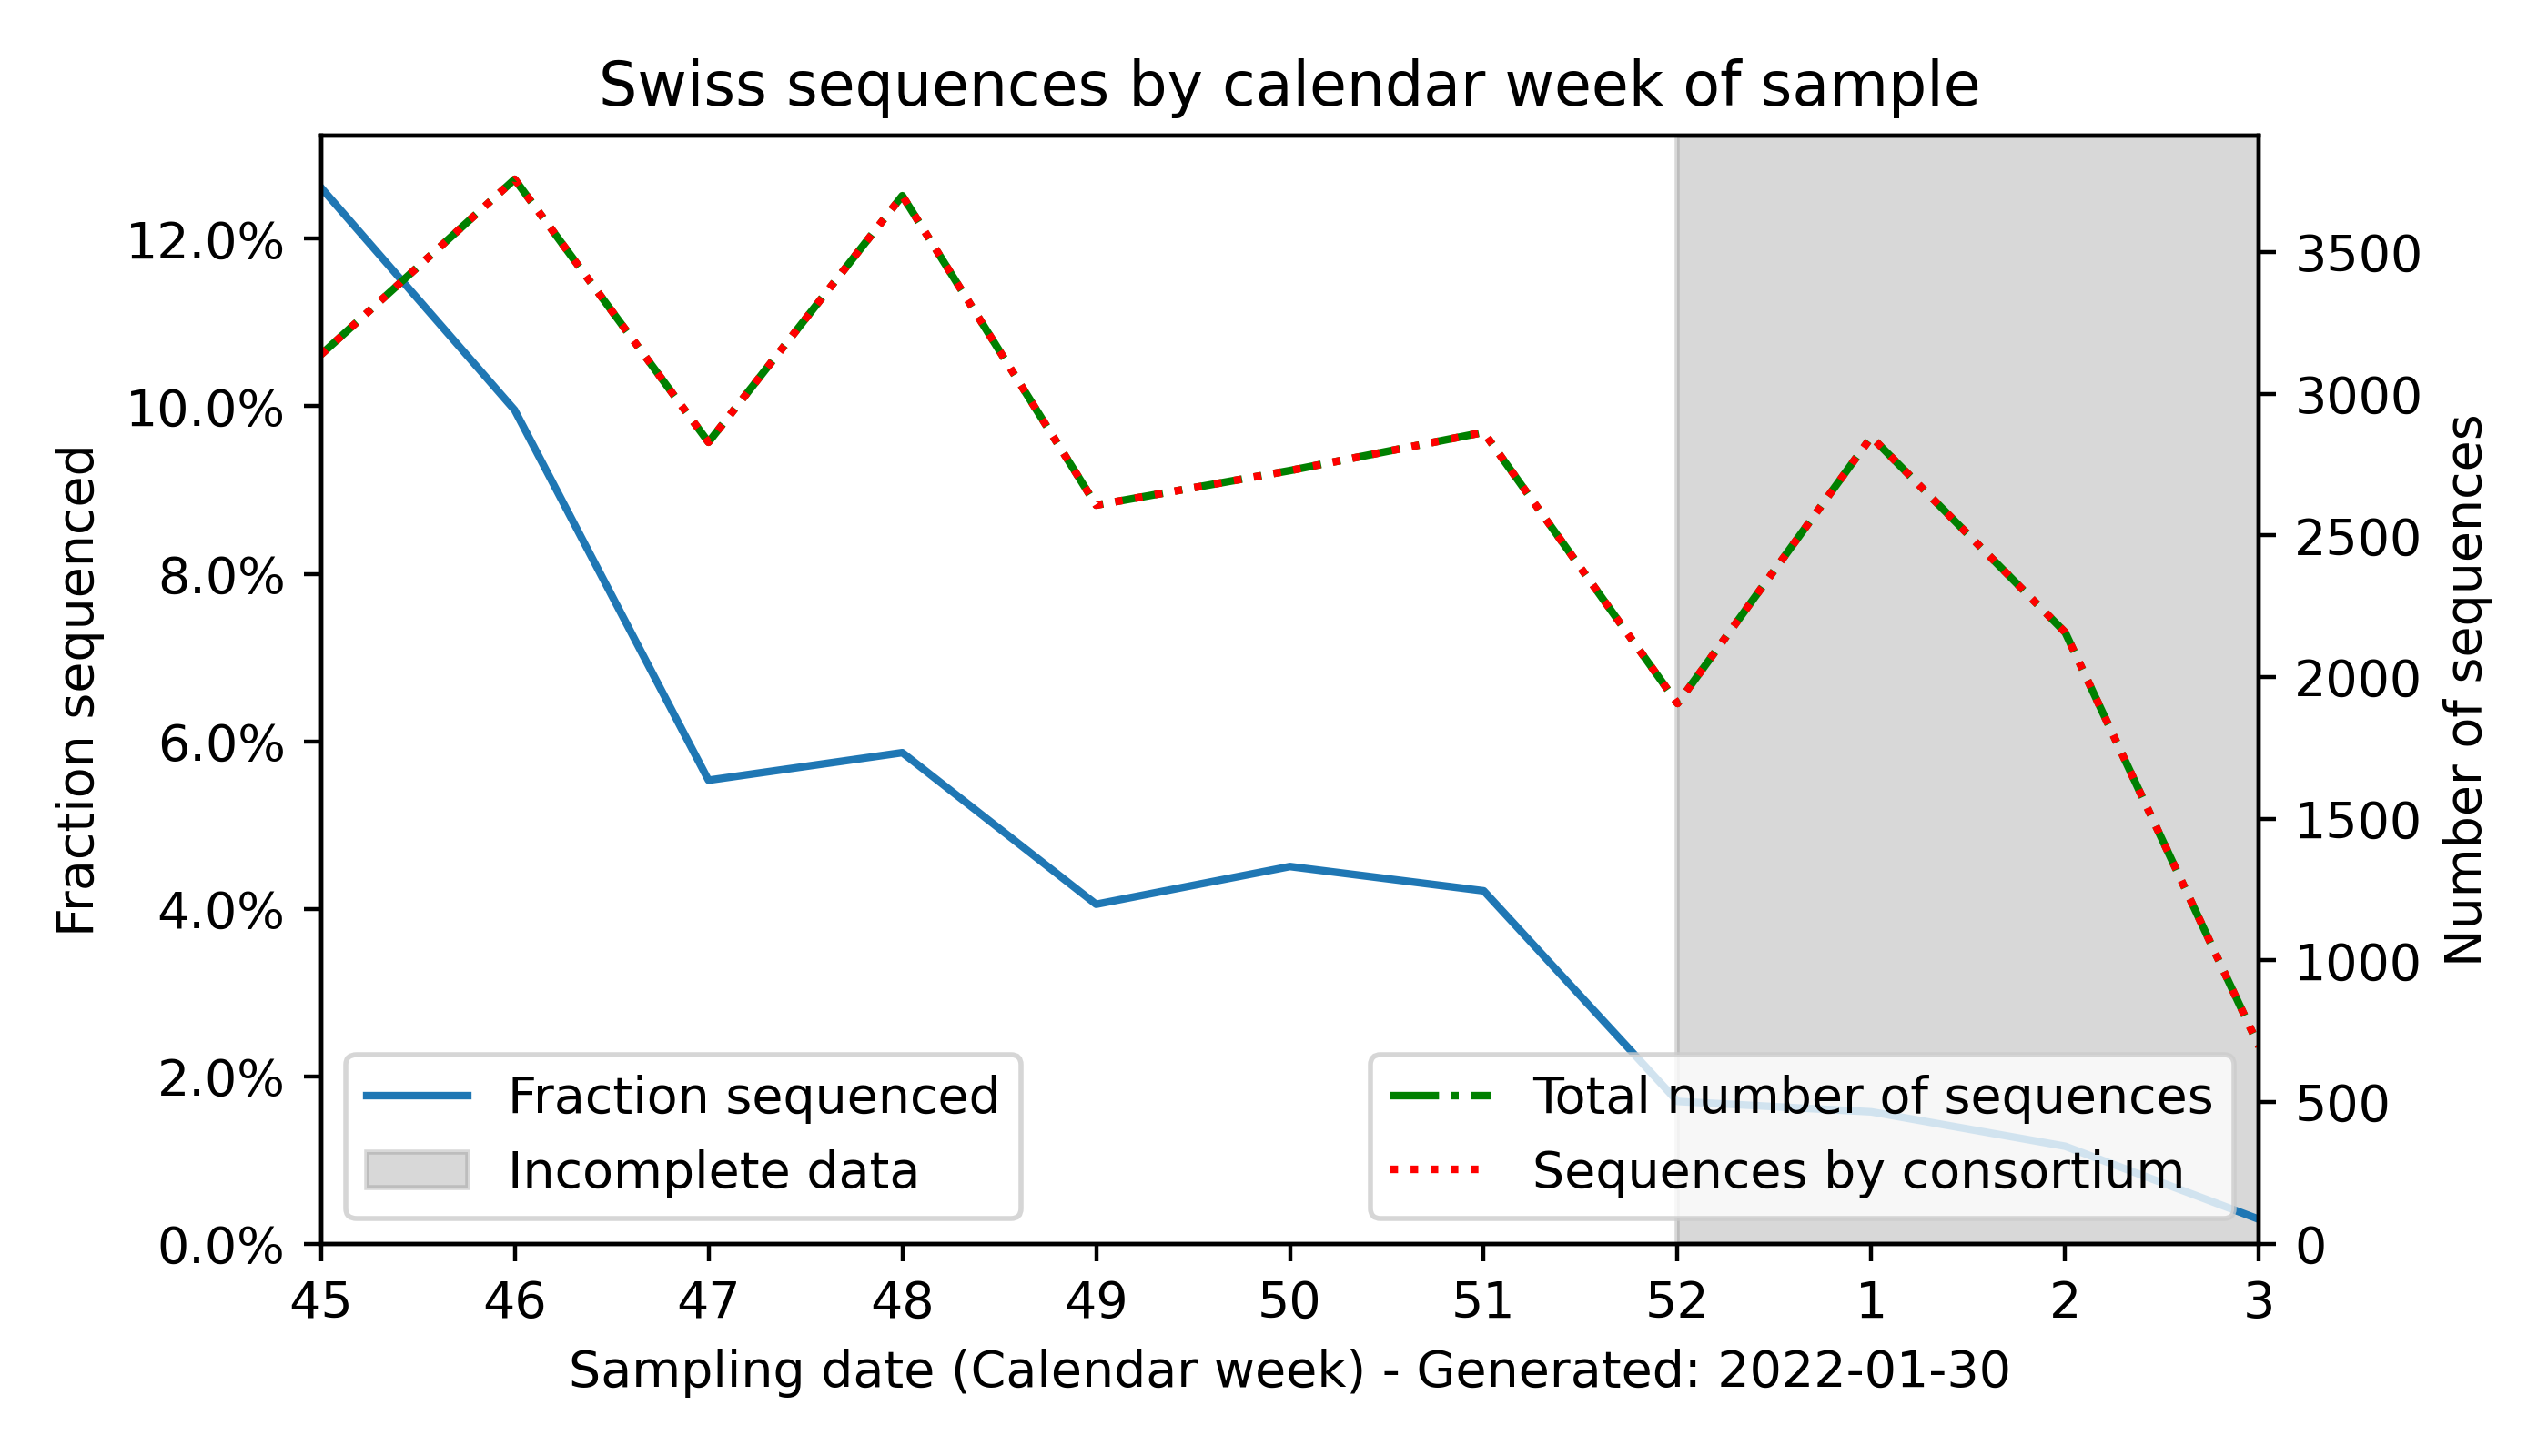 Swiss sequences by calendar week of sample
Fraction sequenced
12.0%
10.0%
8.0%
6.0%
4.0%
2.0%
0.0%
3500
3000
2500
2000
1500
1000
500
0
Number of sequences
Fraction sequenced
Incomplete data
Total number of sequences
Sequences by consortium
45 46 47 48 49 50 51 52 1 2 3
Sampling date (Calendar week) - Generated: 2022-01-30